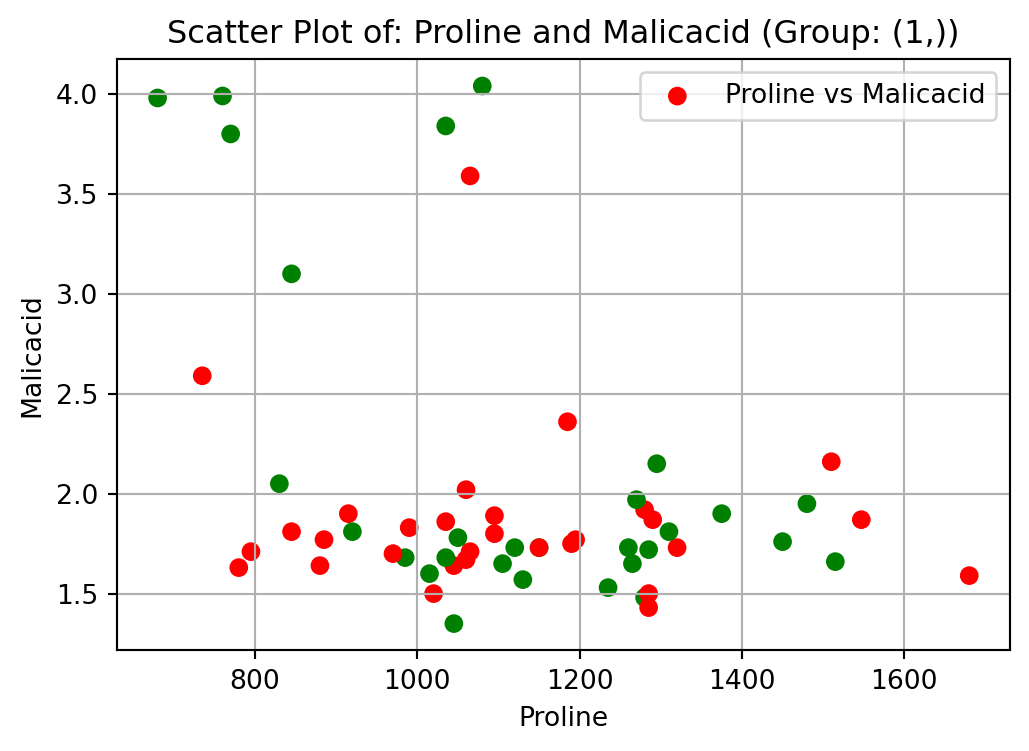 Scatter Plot of: Proline and Malicacid (Group: (1,))
Proline vs Malicacid
4.0
3.5
3.0
2.5
2.0
1.5
Malicacid
800 1000 1200 1400 1600
Proline